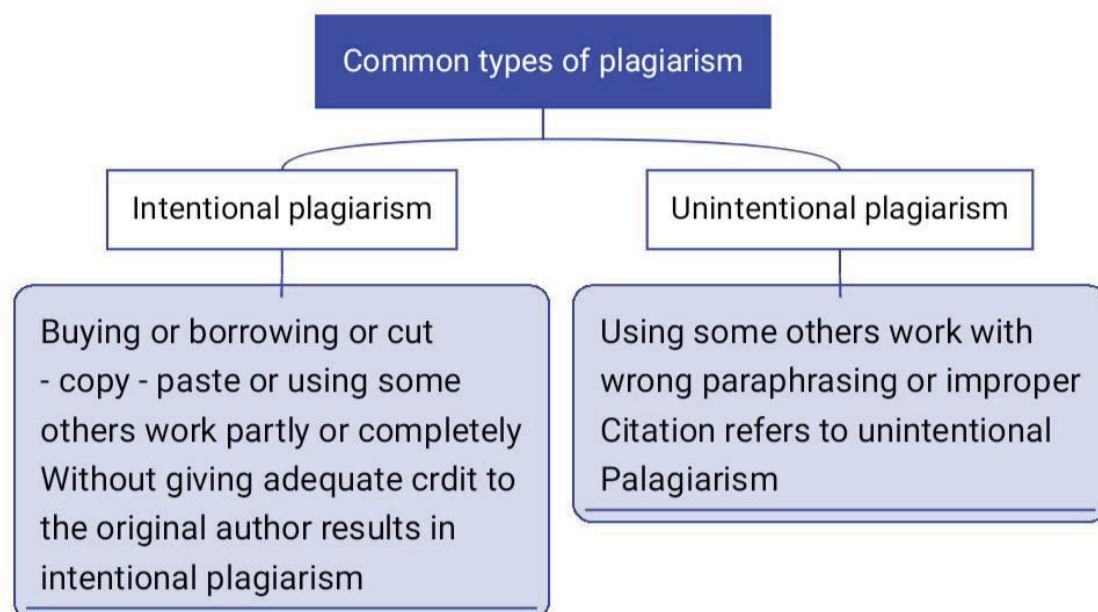 Common types of plagiarism
Intentional plagiarism
Unintentional plagiarism
Buying or borrowing or cut
- copy - paste or using some
others work partly or completely
Without giving adequate crdit to
the original author results in
intentional plagiarism
Using some others work with
wrong paraphrasing or improper
Citation refers to unintentional
Palagiarism